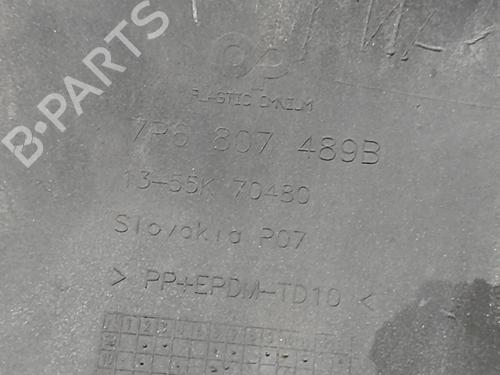 B-PARTS
PLASTIC OMNIUM
7P6 807 489B
13-55K 70480
Slovakia P07
> PP+EPDM-TD10 <